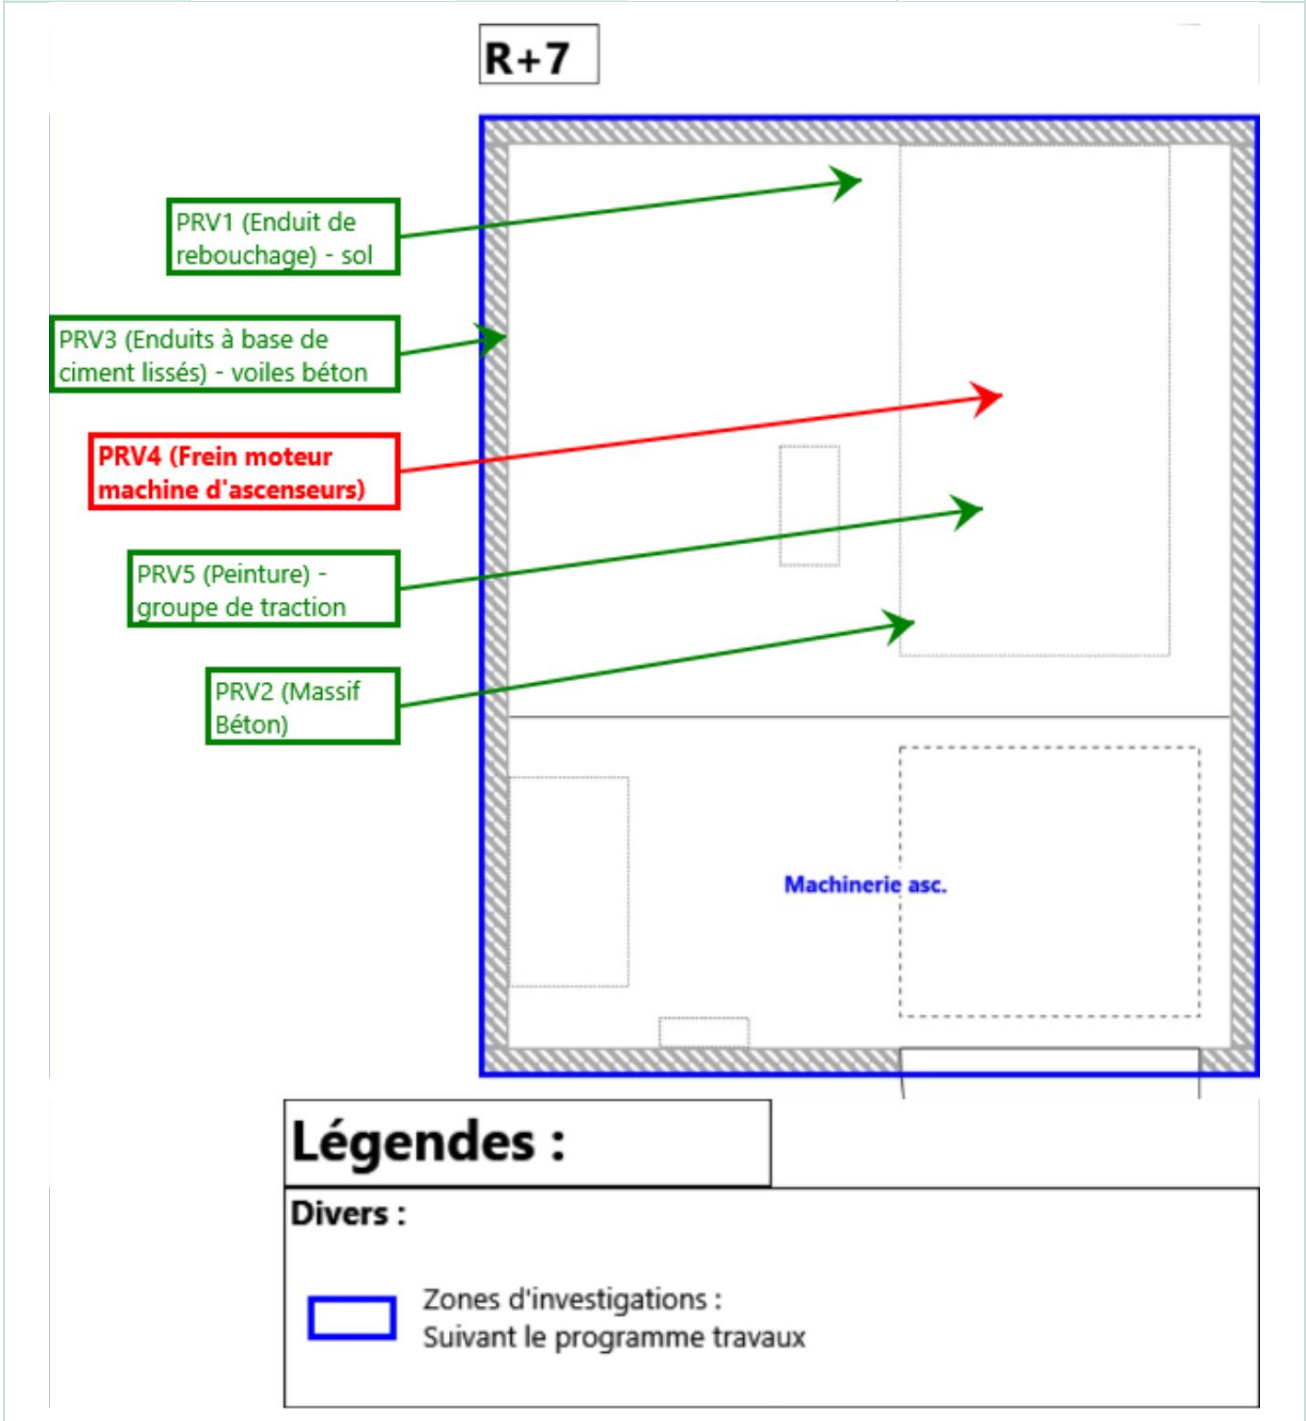 R+7
PRV1 (Enduit de
rebouchage) - sol
PRV3 (Enduits à base de
ciment lissés) - voiles béton
PRV4 (Frein moteur
machine d'ascenseurs)
PRV5 (Peinture) -
groupe de traction
PRV2 (Massif
Béton)
Machinerie asc.
Légendes :
Divers :
Zones d'investigations :
Suivant le programme travaux